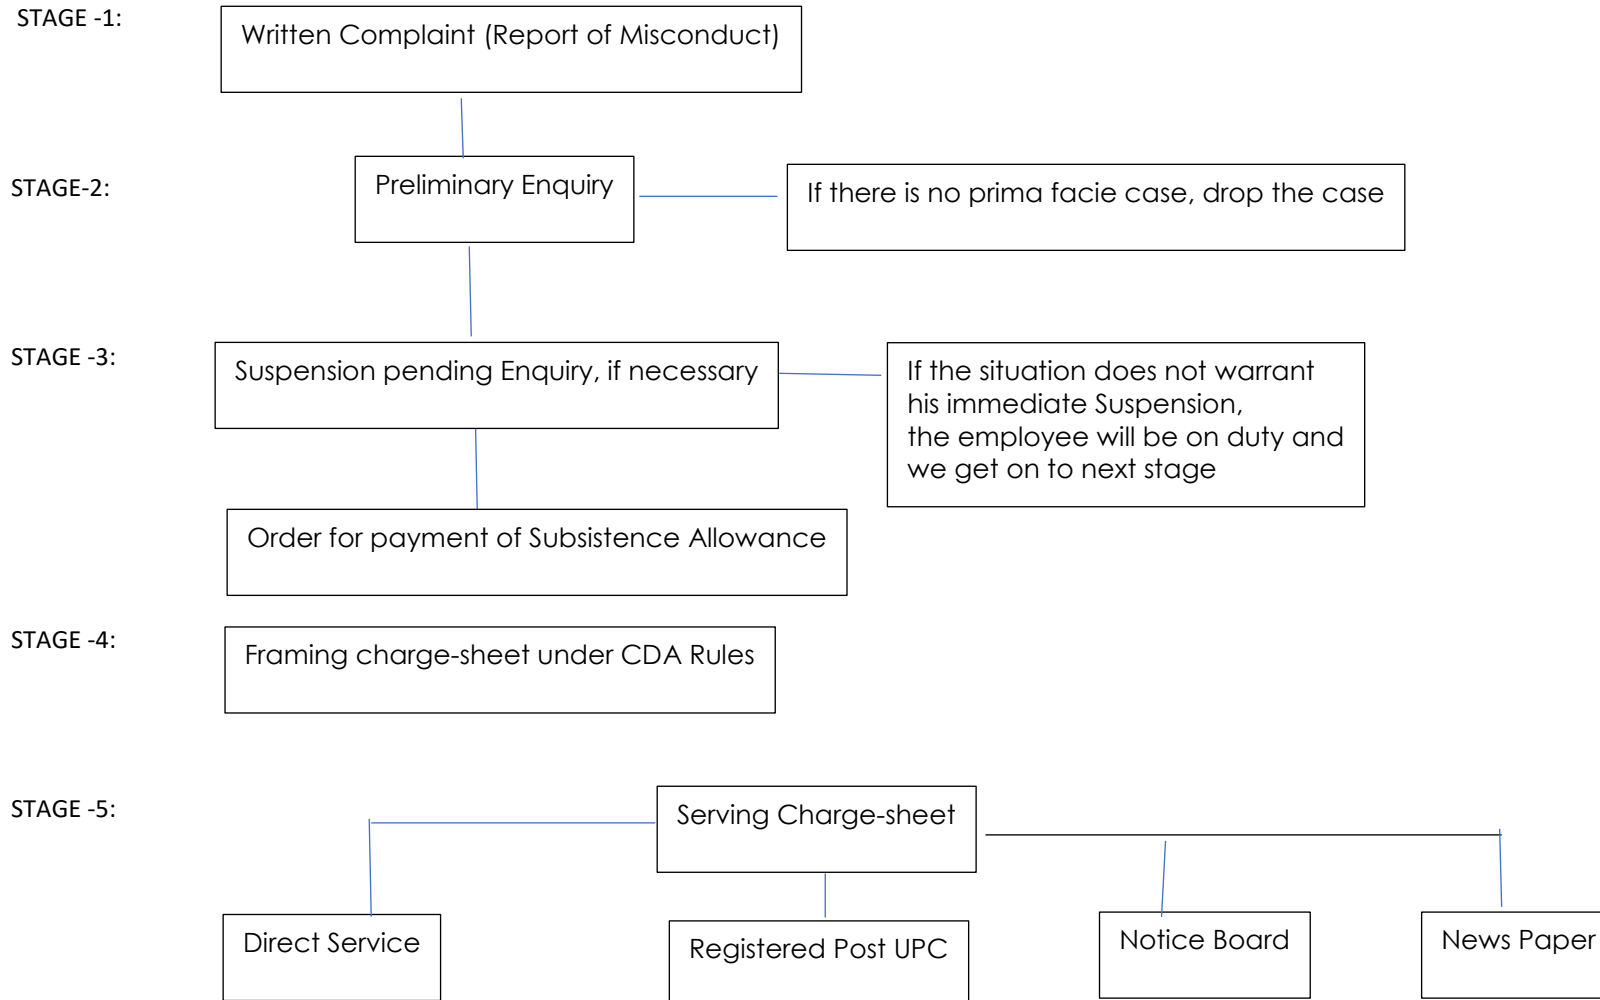 STAGE -1:
Written Complaint (Report of Misconduct)
STAGE-2:
Preliminary Enquiry
If there is no prima facie case, drop the case
STAGE -3:
Suspension pending Enquiry, if necessary
If the situation does not warrant
his immediate Suspension,
the employee will be on duty and
we get on to next stage
Order for payment of Subsistence Allowance
STAGE -4:
Framing charge-sheet under CDA Rules
STAGE -5:
Serving Charge-sheet
Direct Service
Registered Post UPC
Notice Board
News Paper